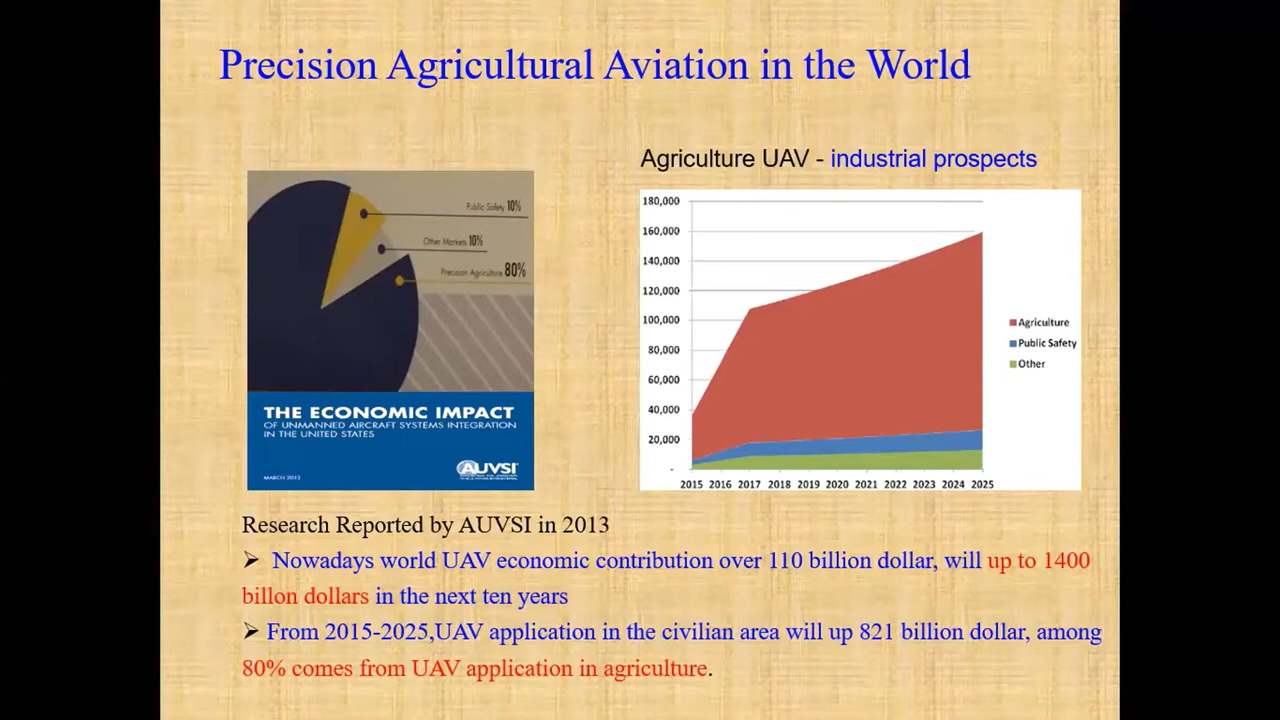 Precision Agricultural Aviation in the World
Agriculture UAV - industrial prospects
Public Safety 10%
Other Markets 10%
Precision Agriculture 80%
THE ECONOMIC IMPACT
OF UNMANNED AIRCRAFT SYSTEMS INTEGRATION
IN THE UNITED STATES
MARCH 2013
AUVSI
180,000
160,000
140,000
120,000
100,000
80,000
60,000
40,000
20,000
-
2015 2016 2017 2018 2019 2020 2021 2022 2023 2024 2025
Agriculture
Public Safety
Other
Research Reported by AUVSI in 2013
➢ Nowadays world UAV economic contribution over 110 billion dollar, will up to 1400
billon dollars in the next ten years
➢ From 2015-2025,UAV application in the civilian area will up 821 billion dollar, among
80% comes from UAV application in agriculture.